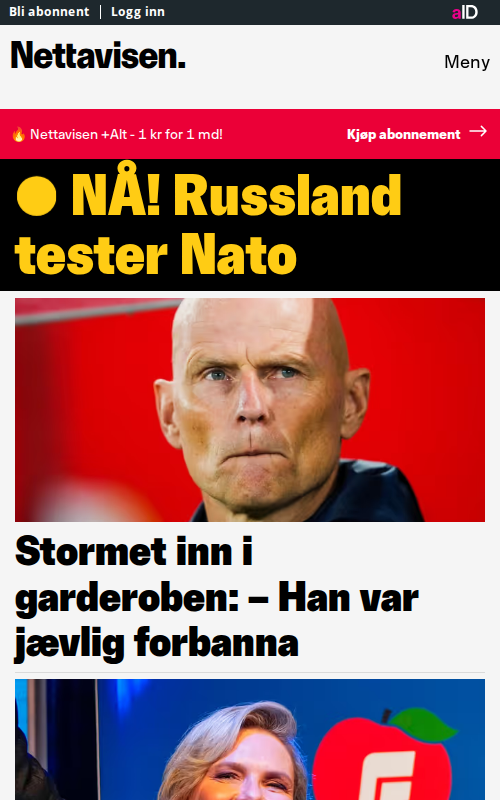 Bli abonnent Logg inn aID
Nettavisen.
Meny
🔥 Nettavisen +Alt - 1 kr for 1 md! Kjøp abonnement →
NÅ! Russland
tester Nato
Stormet inn i
garderoben: – Han var
jævlig forbanna